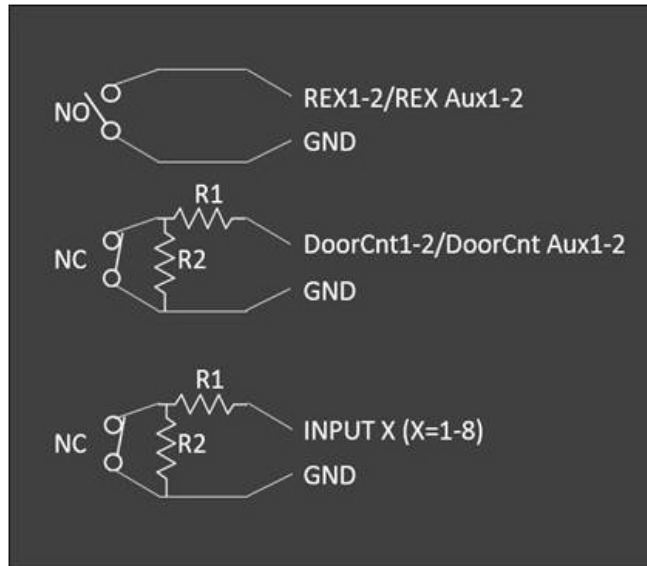 REX1-2/REX Aux1-2
NO
GND
R1
DoorCnt1-2/DoorCnt Aux1-2
NC
R2
GND
R1
INPUT X (X=1-8)
NC
R2
GND